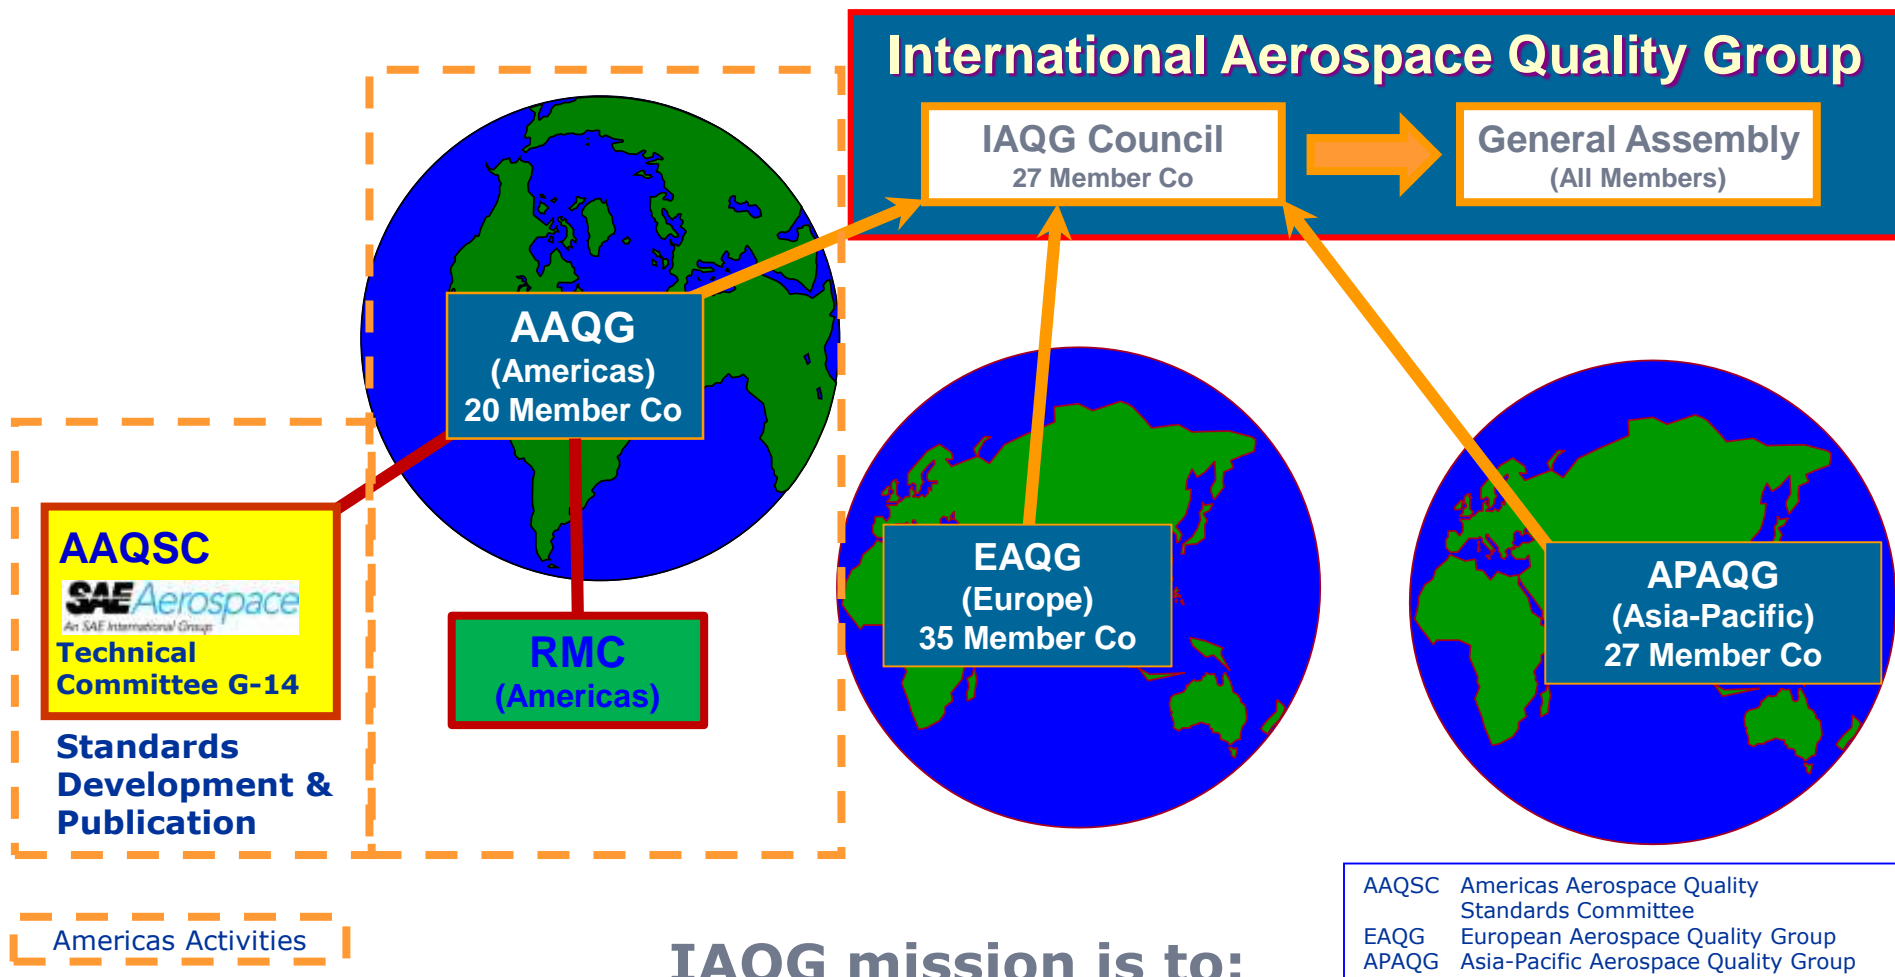 International Aerospace Quality Group
IAQG Council
27 Member Co
General Assembly
(All Members)
AAQG
(Americas)
20 Member Co
EAQG
(Europe)
35 Member Co
APAQG
(Asia-Pacific)
27 Member Co
AAQSC
SAE Aerospace
An SAE International Group
Technical
Committee G-14
RMC
(Americas)
Standards
Development &
Publication
Americas Activities
IAQG mission is to:
AAQSC Americas Aerospace Quality
Standards Committee
EAQG European Aerospace Quality Group
APAQG Asia-Pacific Aerospace Quality Group